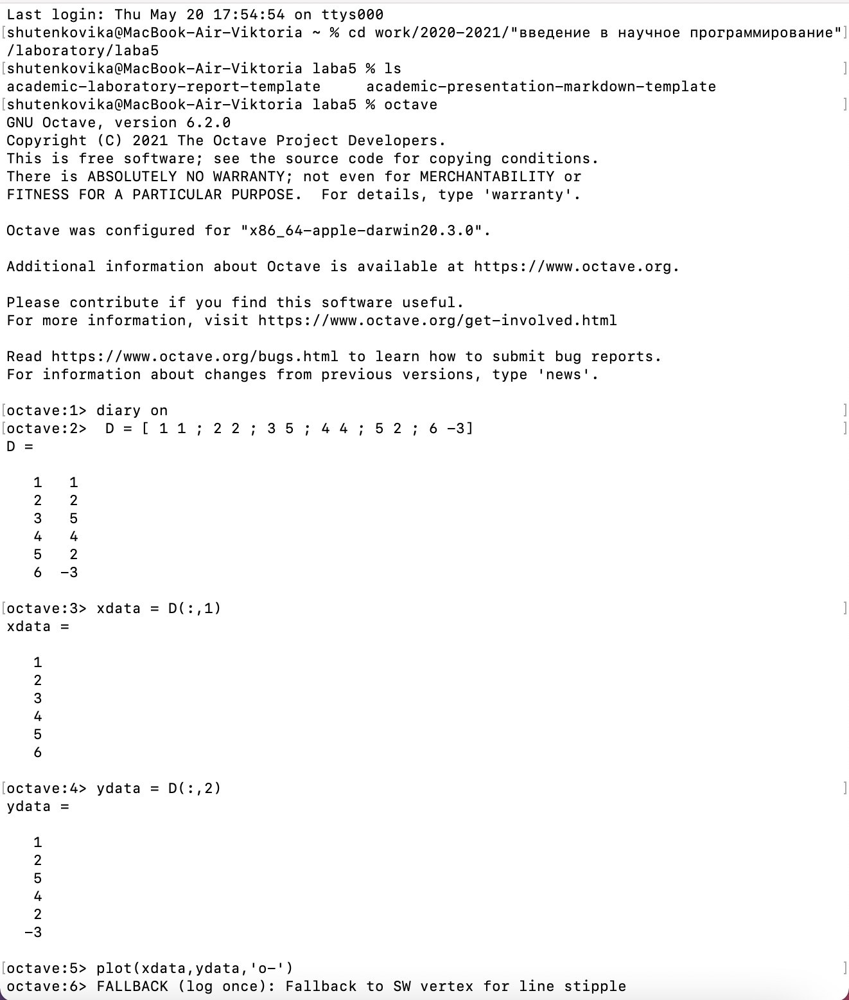 Last login: Thu May 20 17:54:54 on ttys000
[shutenkovika@MacBook-Air-Viktoria ~ % cd work/2020-2021/"введение в научное программирование"]
/laboratory/laba5
[shutenkovika@MacBook-Air-Viktoria laba5 % ls ]
academic-laboratory-report-template     academic-presentation-markdown-template
[shutenkovika@MacBook-Air-Viktoria laba5 % octave ]
GNU Octave, version 6.2.0
Copyright (C) 2021 The Octave Project Developers.
This is free software; see the source code for copying conditions.
There is ABSOLUTELY NO WARRANTY; not even for MERCHANTABILITY or
FITNESS FOR A PARTICULAR PURPOSE.  For details, type 'warranty'.
Octave was configured for "x86_64-apple-darwin20.3.0".
Additional information about Octave is available at https://www.octave.org.
Please contribute if you find this software useful.
For more information, visit https://www.octave.org/get-involved.html
Read https://www.octave.org/bugs.html to learn how to submit bug reports.
For information about changes from previous versions, type 'news'.
[octave:1> diary on ]
[octave:2>  D = [ 1 1 ; 2 2 ; 3 5 ; 4 4 ; 5 2 ; 6 -3] ]
D =
   1   1
   2   2
   3   5
   4   4
   5   2
   6  -3
[octave:3> xdata = D(:,1) ]
xdata =
   1
   2
   3
   4
   5
   6
[octave:4> ydata = D(:,2) ]
ydata =
   1
   2
   5
   4
   2
  -3
[octave:5> plot(xdata,ydata,'o-') ]
octave:6> FALLBACK (log once): Fallback to SW vertex for line stipple